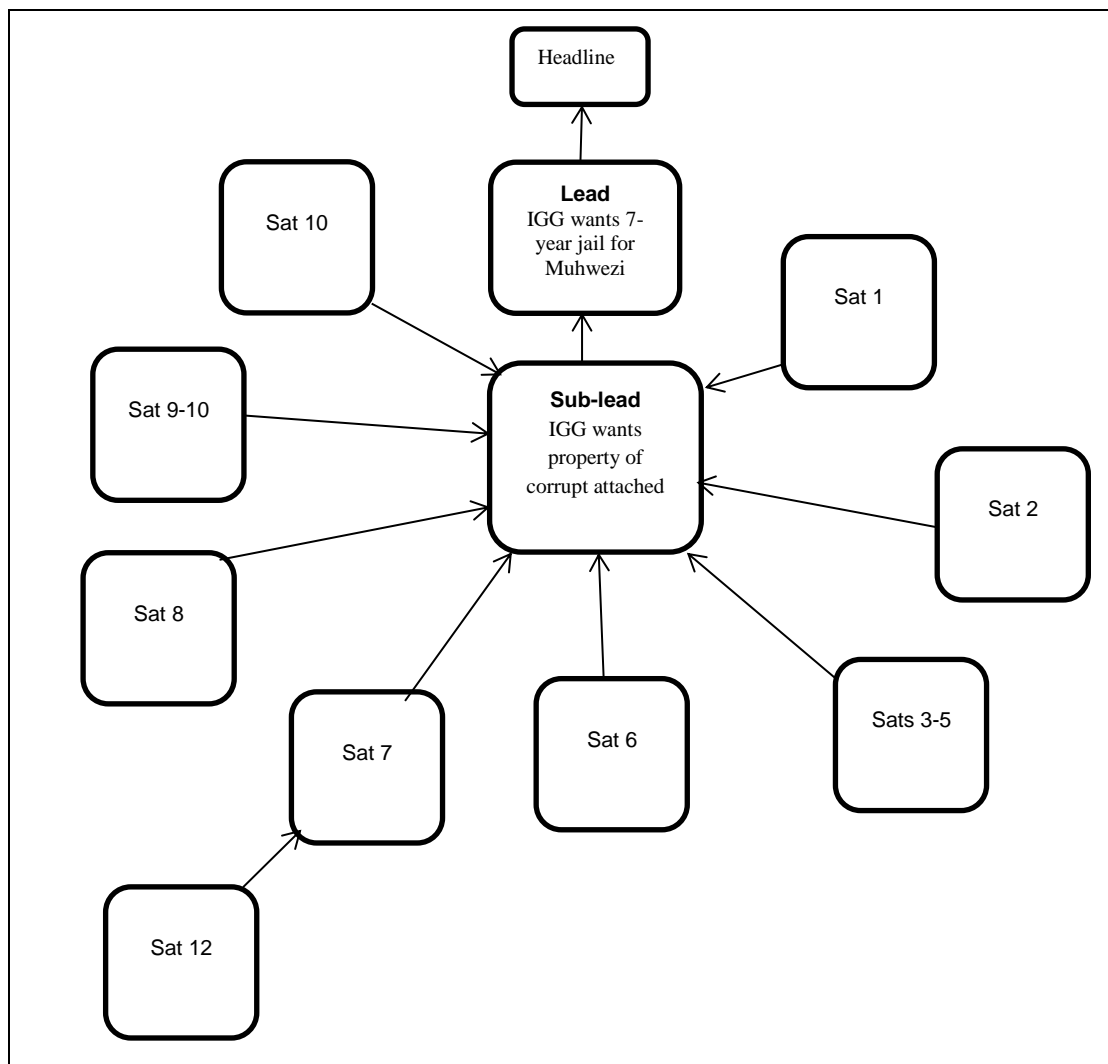 Headline
Lead
IGG wants 7-
year jail for
Muhwezi
Sat 10
Sat 1
Sub-lead
IGG wants
property of
corrupt attached
Sat 9-10
Sat 2
Sat 8
Sats 3-5
Sat 6
Sat 7
Sat 12